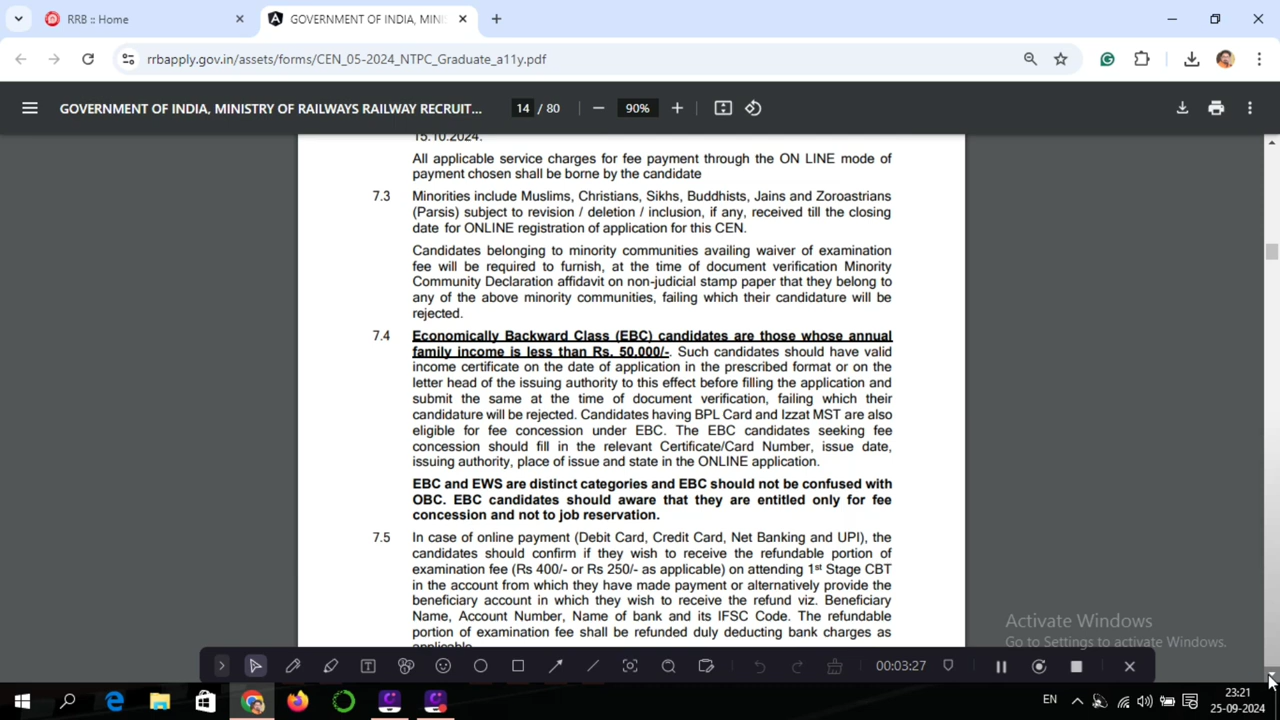 RRB :: Home
GOVERNMENT OF INDIA, MIN
rrbapply.gov.in/assets/forms/CEN_05-2024_NTPC_Graduate_a11y.pdf
GOVERNMENT OF INDIA, MINISTRY OF RAILWAYS RAILWAY RECRUIT...
14 / 80
90%
15.10.2024.
All applicable service charges for fee payment through the ON LINE mode of
payment chosen shall be borne by the candidate
7.3 Minorities include Muslims, Christians, Sikhs, Buddhists, Jains and Zoroastrians
(Parsis) subject to revision / deletion / inclusion, if any, received till the closing
date for ONLINE registration of application for this CEN.
Candidates belonging to minority communities availing waiver of examination
fee will be required to furnish, at the time of document verification Minority
Community Declaration affidavit on non-judicial stamp paper that they belong to
any of the above minority communities, failing which their candidature will be
rejected.
7.4 Economically Backward Class (EBC) candidates are those whose annual
family income is less than Rs. 50,000/-. Such candidates should have valid
income certificate on the date of application in the prescribed format or on the
letter head of the issuing authority to this effect before filling the application and
submit the same at the time of document verification, failing which their
candidature will be rejected. Candidates having BPL Card and Izzat MST are also
eligible for fee concession under EBC. The EBC candidates seeking fee
concession should fill in the relevant Certificate/Card Number, issue date,
issuing authority, place of issue and state in the ONLINE application.
EBC and EWS are distinct categories and EBC should not be confused with
OBC. EBC candidates should aware that they are entitled only for fee
concession and not to job reservation.
7.5 In case of online payment (Debit Card, Credit Card, Net Banking and UPI), the
candidates should confirm if they wish to receive the refundable portion of
examination fee (Rs 400/- or Rs 250/- as applicable) on attending 1st Stage CBT
in the account from which they have made payment or alternatively provide the
beneficiary account in which they wish to receive the refund viz. Beneficiary
Name, Account Number, Name of bank and its IFSC Code. The refundable
portion of examination fee shall be refunded duly deducting bank charges as
applicable
Activate Windows
Go to Settings to activate Windows.
00:03:27
EN
23:21
25-09-2024